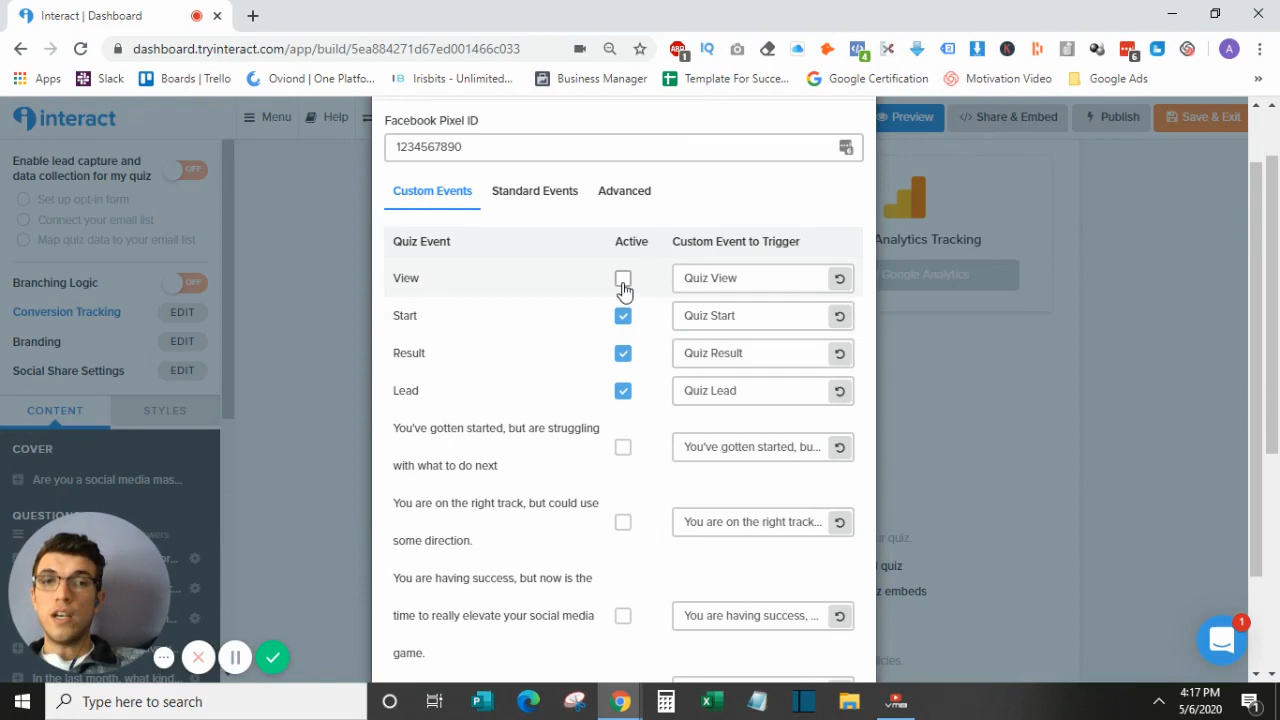 Interact | Dashboard
dashboard.tryinteract.com/app/build/5ea884271d67ed001466c033
Apps
Slack
Boards | Trello
Oviond | One Platfo...
Irisbits - Unlimited...
Business Manager
Template For Succe...
Google Certification
Motivation Video
Google Ads
interact
Menu
Help
Preview
</> Share & Embed
Publish
Save & Exit
Enable lead capture and
data collection for my quiz
OFF
Set up opt-in form
Connect your email list
Map quiz data to your email list
Branching Logic
OFF
Conversion Tracking
EDIT
Branding
EDIT
Social Share Settings
EDIT
CONTENT
STYLES
COVER
Are you a social media mas...
In the last month, what kind
Facebook Pixel ID
1234567890
Custom Events
Standard Events
Advanced
Quiz Event
Active
Custom Event to Trigger
View
Quiz View
Start
Quiz Start
Result
Quiz Result
Lead
Quiz Lead
You've gotten started, but are struggling
with what to do next
You've gotten started, bu...
You are on the right track, but could use
some direction.
You are on the right track...
You are having success, but now is the
time to really elevate your social media
game.
You are having success, ...
Analytics Tracking
Google Analytics
ur quiz.
quiz
embeds
1
Type here to search
4:17 PM
5/6/2020